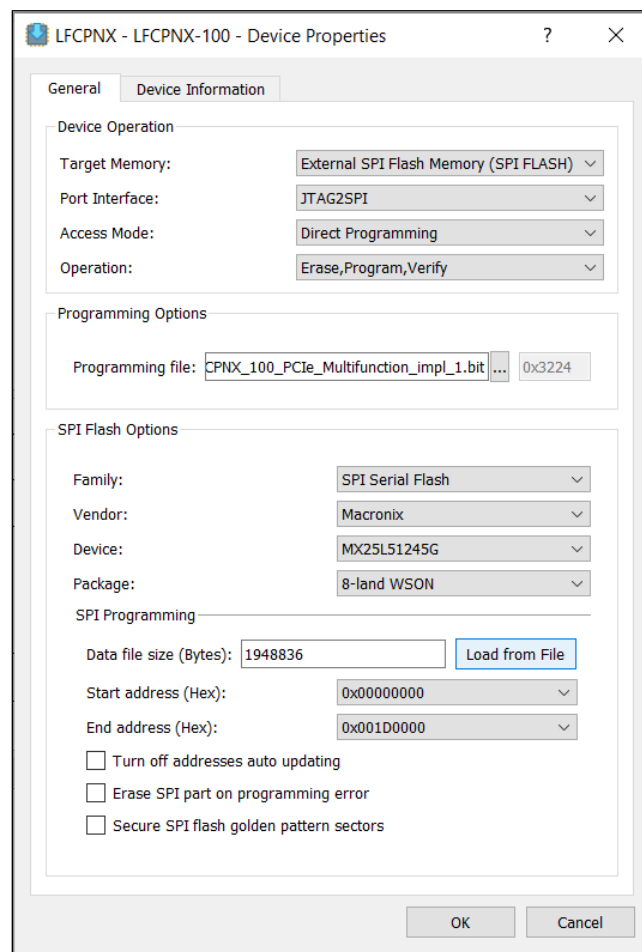 LFCPNX - LFCPNX-100 - Device Properties ?
General Device Information
Device Operation
Target Memory: External SPI Flash Memory (SPI FLASH)
Port Interface: JTAG2SPI
Access Mode: Direct Programming
Operation: Erase,Program,Verify
Programming Options
Programming file: CPNX_100_PCIe_Multifunction_impl_1.bit ... 0x3224
SPI Flash Options
Family: SPI Serial Flash
Vendor: Macronix
Device: MX25L51245G
Package: 8-land WSON
SPI Programming
Data file size (Bytes): 1948836 Load from File
Start address (Hex): 0x00000000
End address (Hex): 0x001D0000
Turn off addresses auto updating
Erase SPI part on programming error
Secure SPI flash golden pattern sectors
OK Cancel